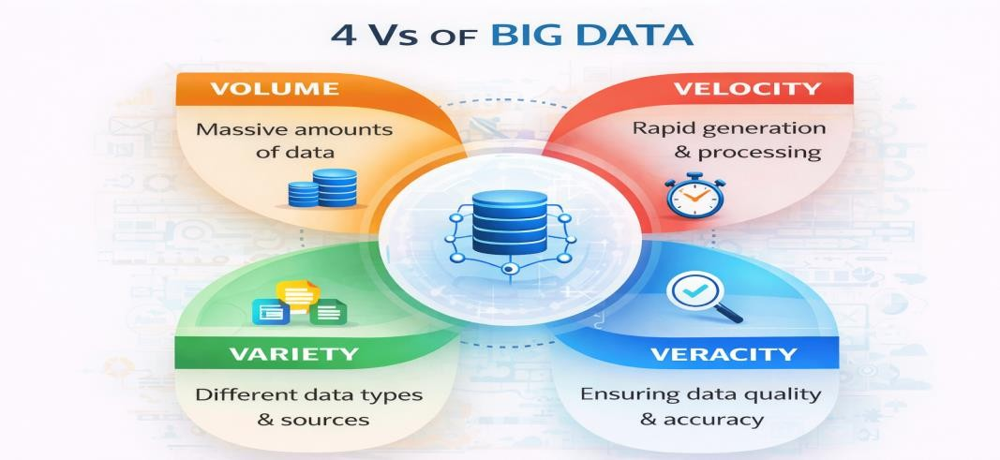 4 Vs OF BIG DATA
VOLUME
Massive amounts
of data
VELOCITY
Rapid generation
& processing
VARIETY
Different data types
& sources
VERACITY
Ensuring data quality
& accuracy